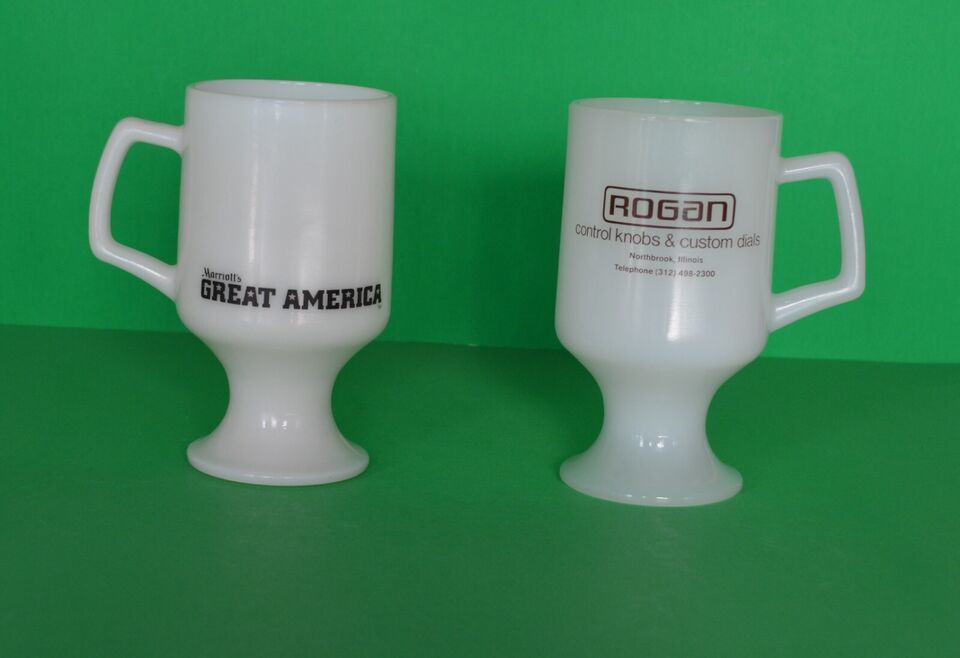 Marriott's
GREAT AMERICA
ROGAN
control knobs & custom dials
Northbrook, Illinois
Telephone (312) 498-2300